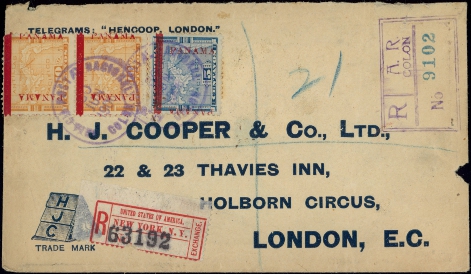 TELEGRAMS: "HENCOOP, LONDON."
PANAMA
PANAMA
PANAMA
PANAMA
PANAMA
21
R
A. R.
COLON
No 9102
H. J. COOPER & Co., LTD.,
22 & 23 THAVIES INN,
HOLBORN CIRCUS,
LONDON, E.C.
HJC
TRADE MARK
R
UNITED STATES OF AMERICA.
NEW YORK N. Y.
EXCHANGE.
63192